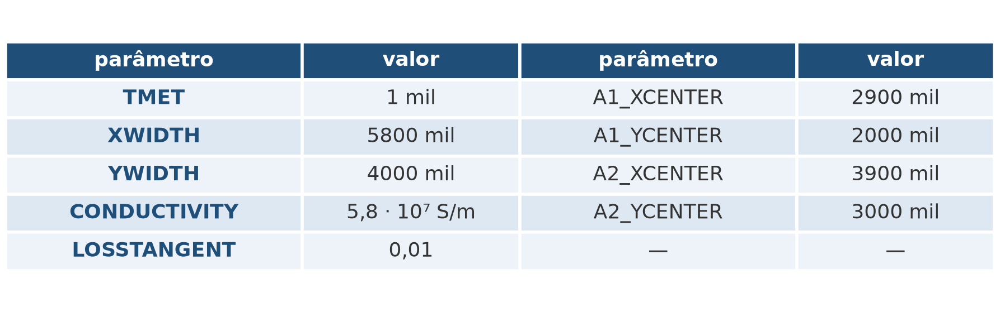 parâmetro valor parâmetro valor
TMET 1 mil A1_XCENTER 2900 mil
XWIDTH 5800 mil A1_YCENTER 2000 mil
YWIDTH 4000 mil A2_XCENTER 3900 mil
CONDUCTIVITY 5,8 · 10⁷ S/m A2_YCENTER 3000 mil
LOSSTANGENT 0,01 — —